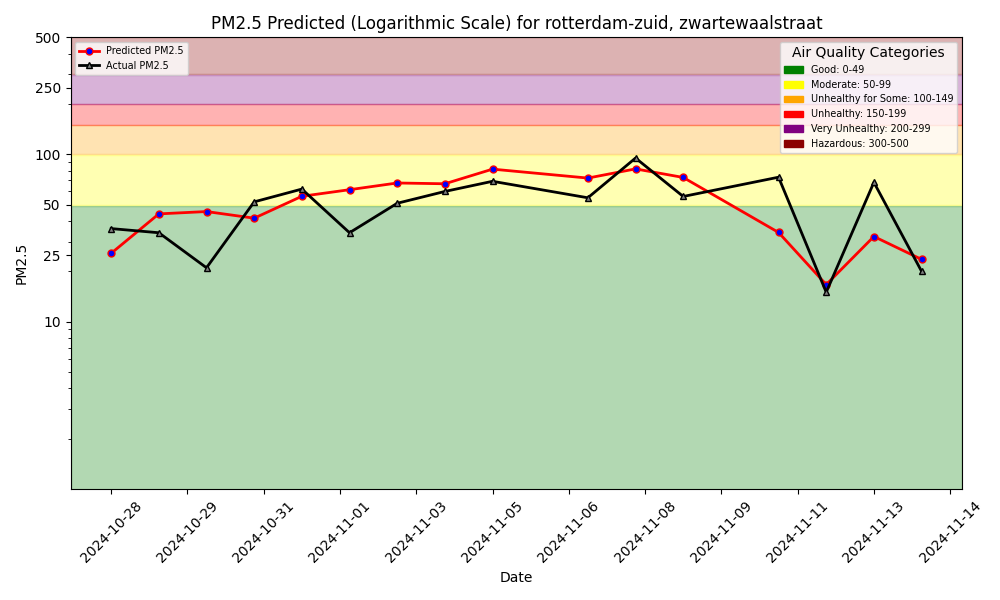 PM2.5 Predicted (Logarithmic Scale) for rotterdam-zuid, zwartewaalstraat
Predicted PM2.5
Actual PM2.5
Air Quality Categories
Good: 0-49
Moderate: 50-99
Unhealthy for Some: 100-149
Unhealthy: 150-199
Very Unhealthy: 200-299
Hazardous: 300-500
500
250
100
50
25
10
PM2.5
2024-10-28
2024-10-29
2024-10-31
2024-11-01
2024-11-03
2024-11-05
2024-11-06
2024-11-08
2024-11-09
2024-11-11
2024-11-13
2024-11-14
Date